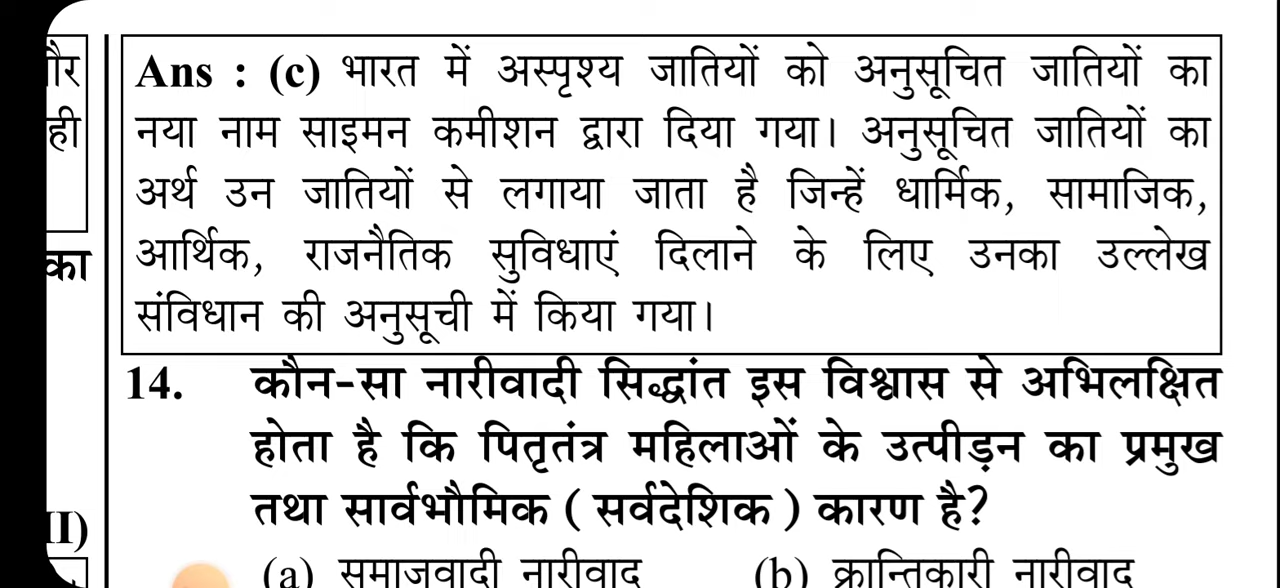 ौर
ही
का
II)
Ans : (c) भारत में अस्पृश्य जातियों को अनुसूचित जातियों का
नया नाम साइमन कमीशन द्वारा दिया गया। अनुसूचित जातियों का
अर्थ उन जातियों से लगाया जाता है जिन्हें धार्मिक, सामाजिक,
आर्थिक, राजनैतिक सुविधाएं दिलाने के लिए उनका उल्लेख
संविधान की अनुसूची में किया गया।
14. कौन-सा नारीवादी सिद्धांत इस विश्वास से अभिलक्षित
होता है कि पितृतंत्र महिलाओं के उत्पीड़न का प्रमुख
तथा सार्वभौमिक ( सर्वदेशिक ) कारण है?
(a) समाजवादी नारीवाद (b) क्रान्तिकारी नारीवाद